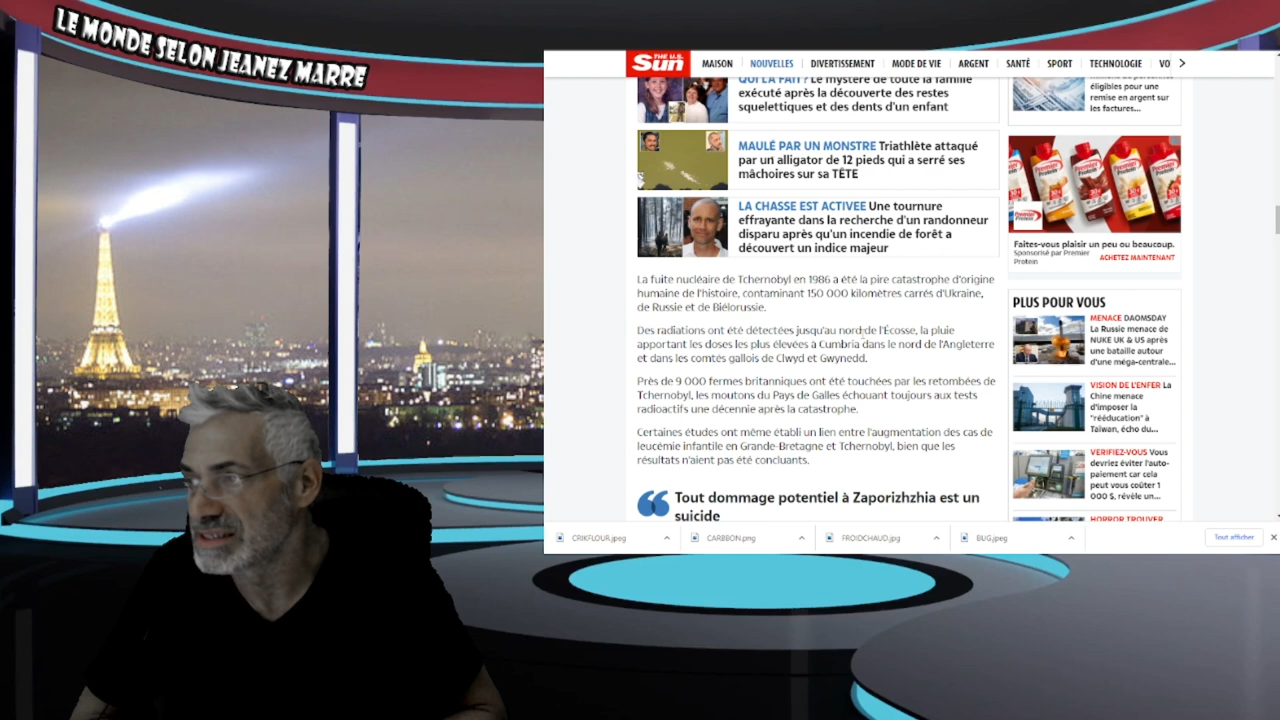 LE MONDE SELON JEANEZ MARRE
THE U.S.
Sun
MAISON
NOUVELLES
DIVERTISSEMENT
MODE DE VIE
ARGENT
SANTÉ
SPORT
TECHNOLOGIE
VO
QUI L'A FAIT ? Le mystère de toute la famille
exécuté après la découverte des restes
squelettiques et des dents d'un enfant
MAULÉ PAR UN MONSTRE Triathlète attaqué
par un alligator de 12 pieds qui a serré ses
mâchoires sur sa TÊTE
LA CHASSE EST ACTIVEE Une tournure
effrayante dans la recherche d'un randonneur
disparu après qu'un incendie de forêt a
découvert un indice majeur
La fuite nucléaire de Tchernobyl en 1986 a été la pire catastrophe d'origine
humaine de l'histoire, contaminant 150 000 kilomètres carrés d'Ukraine,
de Russie et de Biélorussie.
Des radiations ont été détectées jusqu'au nord de l'Écosse, la pluie
apportant les doses les plus élevées à Cumbria dans le nord de l'Angleterre
et dans les comtés gallois de Clwyd et Gwynedd.
Près de 9 000 fermes britanniques ont été touchées par les retombées de
Tchernobyl, les moutons du Pays de Galles échouant toujours aux tests
radioactifs une décennie après la catastrophe.
Certaines études ont même établi un lien entre l'augmentation des cas de
leucémie infantile en Grande-Bretagne et Tchernobyl, bien que les
résultats n'aient pas été concluants.
Tout dommage potentiel à Zaporizhzhia est un
suicide
éligibles pour une
remise en argent sur
les factures...
Faites-vous plaisir un peu ou beaucoup.
Sponsorisé par Premier
Protein
ACHETEZ MAINTENANT
PLUS POUR VOUS
MENACE DAOMSDAY
La Russie menace de
NUKE UK & US après
une bataille autour
d'une méga-centrale...
VISION DE L'ENFER La
Chine menace
d'imposer la
"rééducation" à
Taïwan, écho du...
VERIFIEZ-VOUS Vous
devriez éviter l'auto-
paiement car cela
peut vous coûter 1
000 $, révèle un...
HORROR TROUVER
CRIKFLOUR.jpeg
CARBBON.png
FROIDCHAUD.jpg
BUG.jpeg
Tout afficher